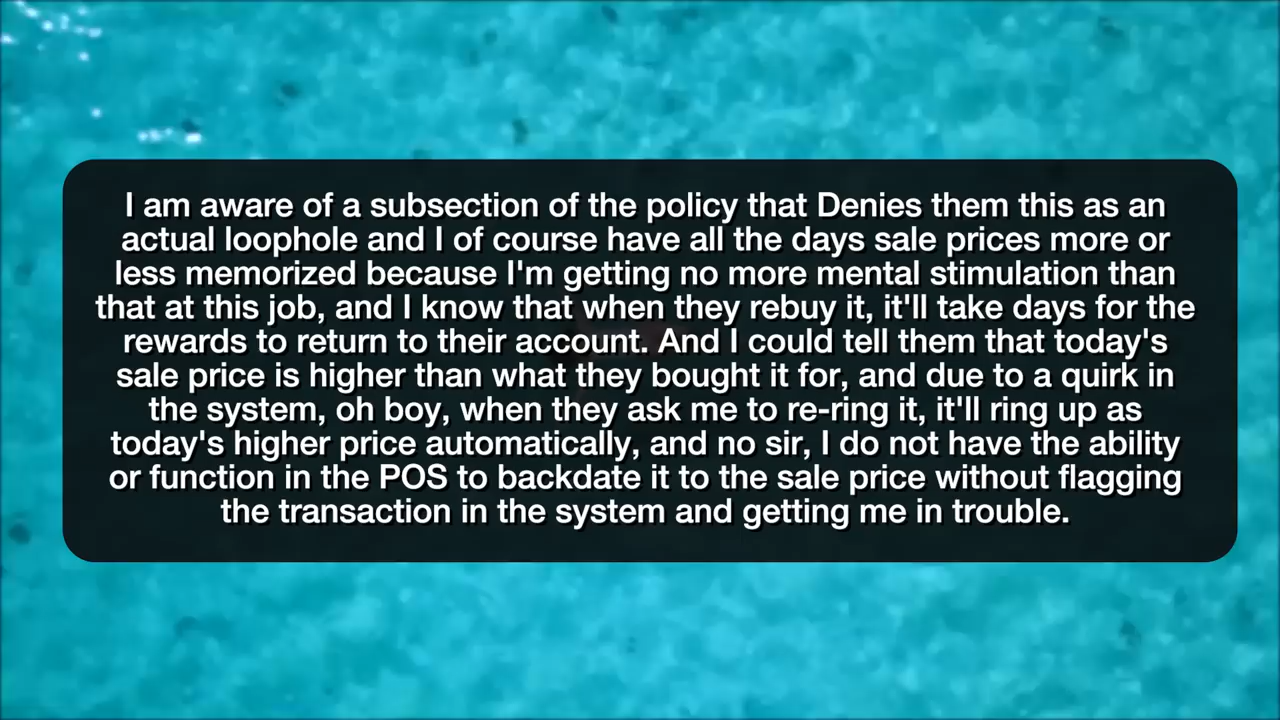 I am aware of a subsection of the policy that Denies them this as an
actual loophole and I of course have all the days sale prices more or
less memorized because I'm getting no more mental stimulation than
that at this job, and I know that when they rebuy it, it'll take days for the
rewards to return to their account. And I could tell them that today's
sale price is higher than what they bought it for, and due to a quirk in
the system, oh boy, when they ask me to re-ring it, it'll ring up as
today's higher price automatically, and no sir, I do not have the ability
or function in the POS to backdate it to the sale price without flagging
the transaction in the system and getting me in trouble.